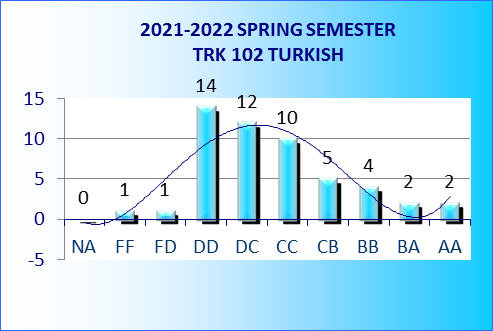 2021-2022 SPRING SEMESTER
TRK 102 TURKISH
15
10
5
0
-5
0 1 1 14 12 10 5 4 2 2
NA FF FD DD DC CC CB BB BA AA